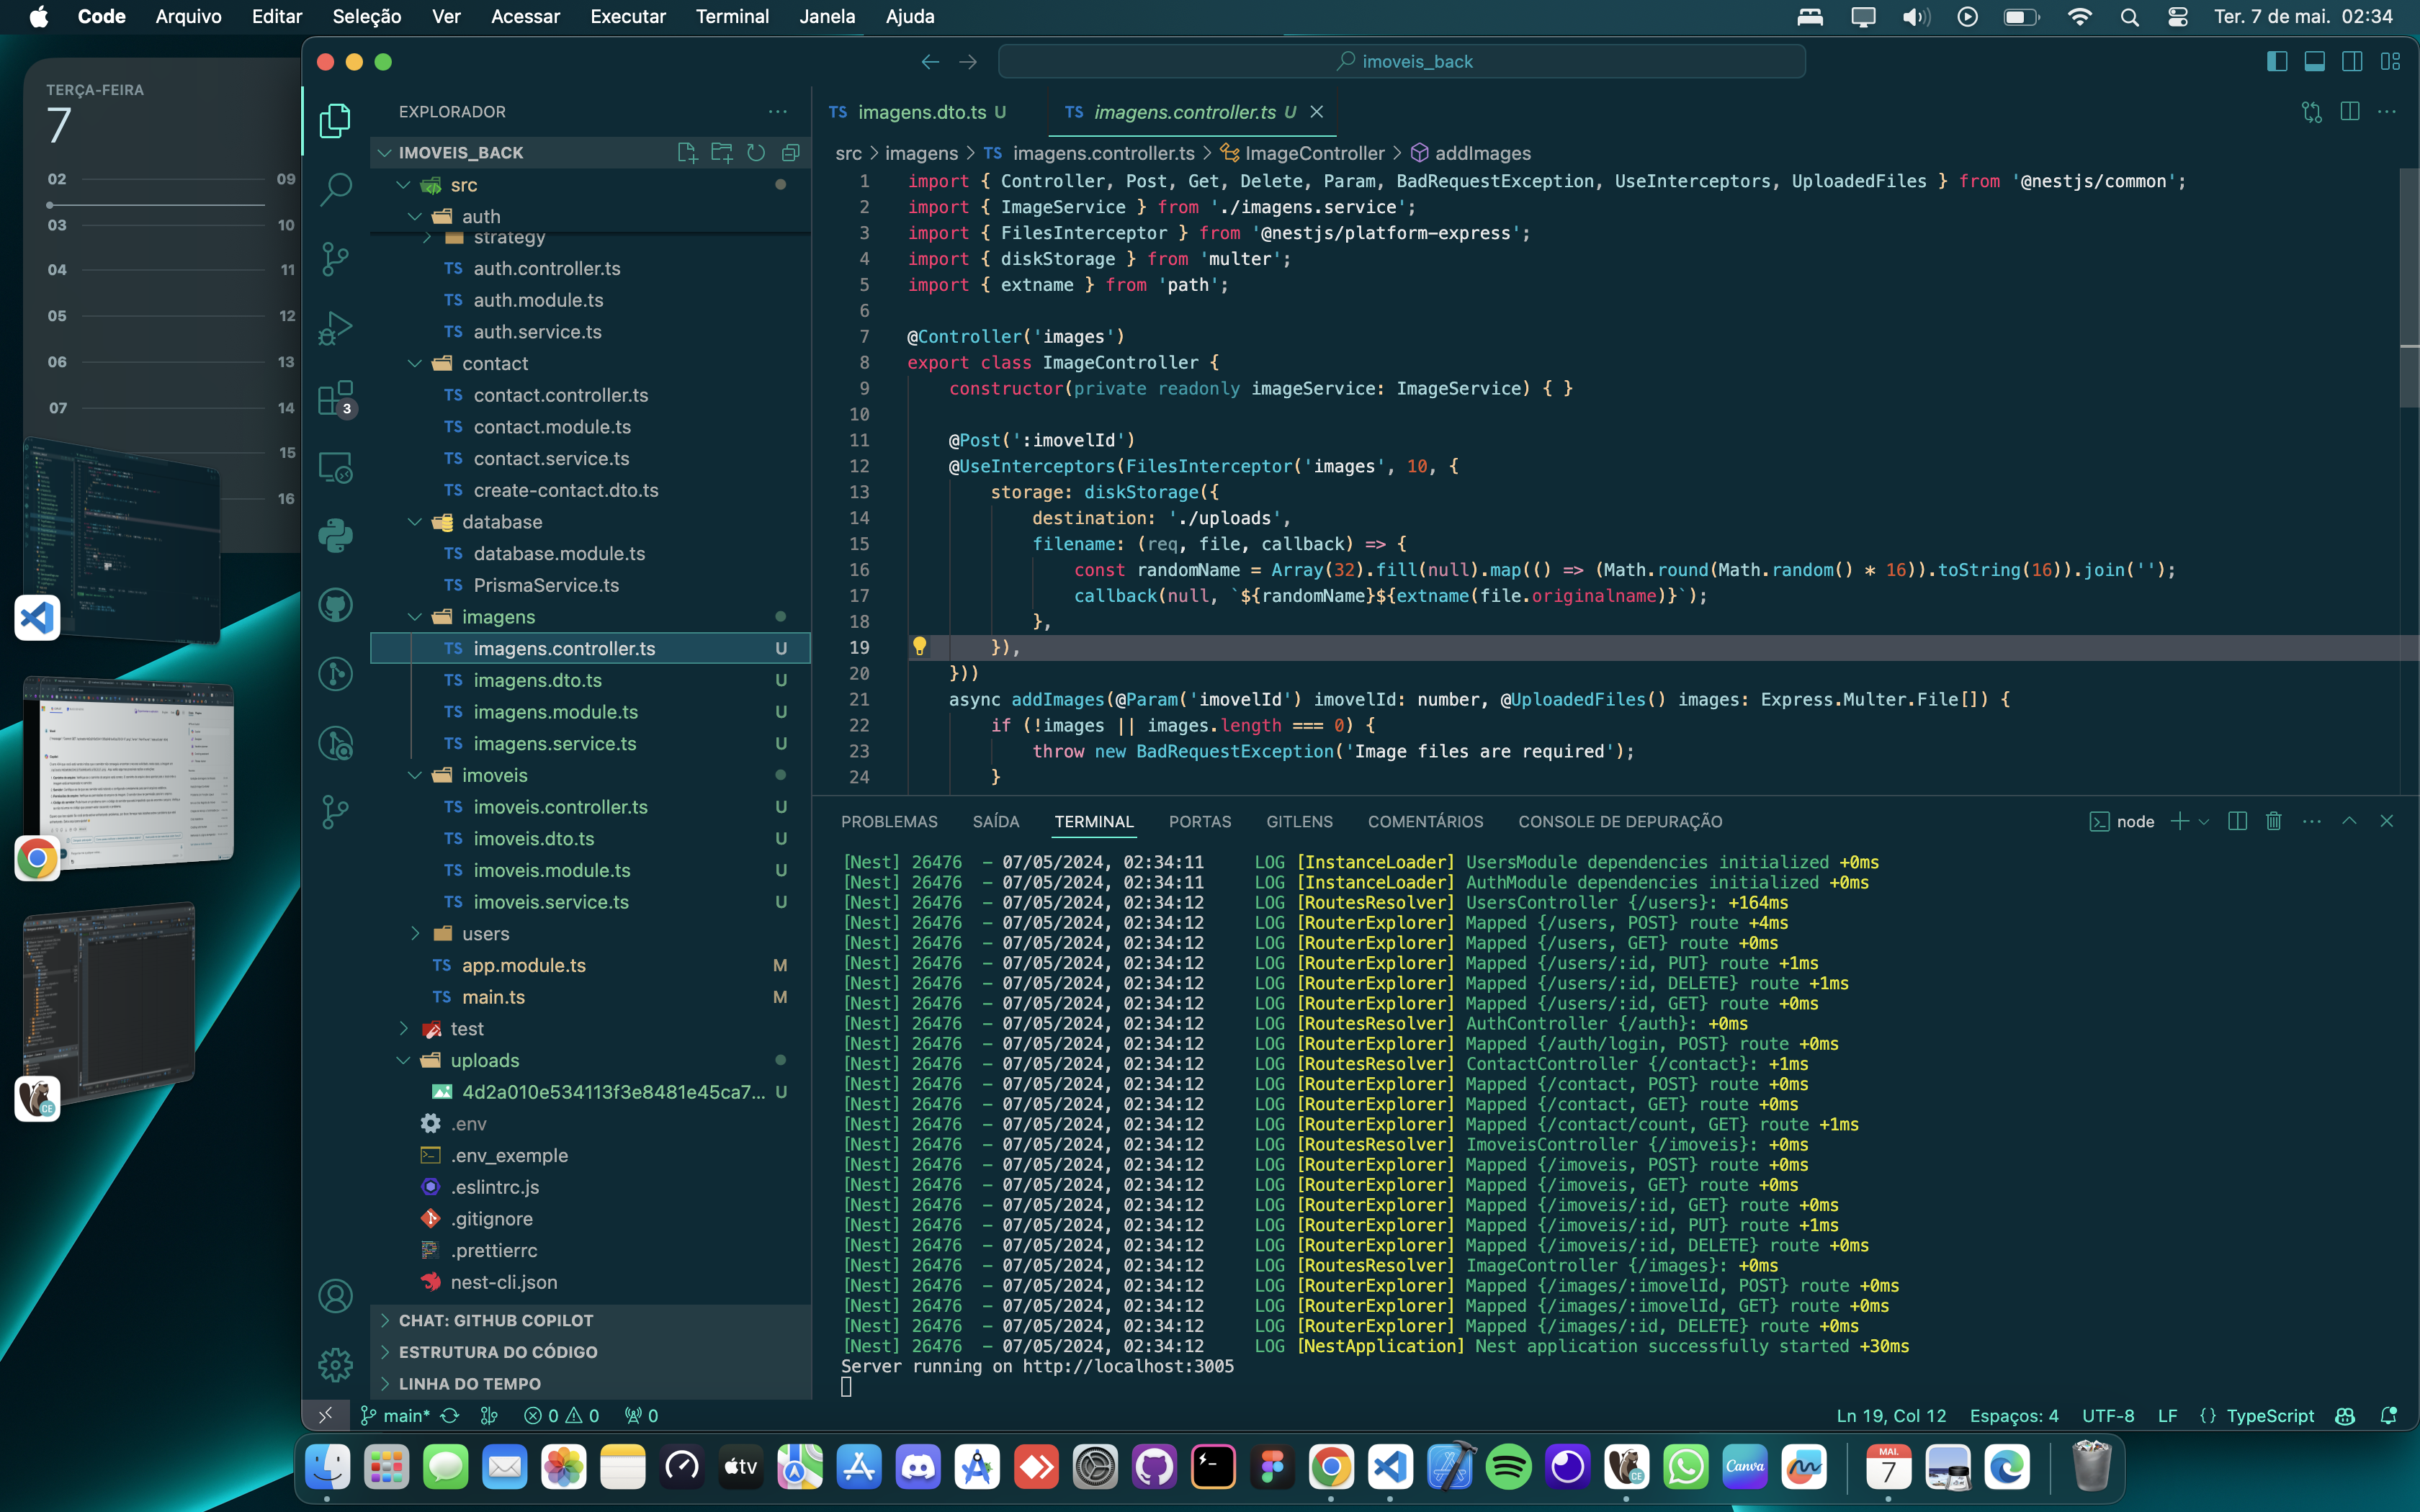 Code Arquivo Editar Seleção Ver Acessar Executar Terminal Janela Ajuda
Ter. 7 de mai. 02:34
TERÇA-FEIRA
7
02 09
03 10
04 11
05 12
06 13
07 14
15
16
imoveis_back
EXPLORADOR
IMOVEIS_BACK
src
auth
strategy
TS auth.controller.ts
TS auth.module.ts
TS auth.service.ts
contact
TS contact.controller.ts
TS contact.module.ts
TS contact.service.ts
TS create-contact.dto.ts
database
TS database.module.ts
TS PrismaService.ts
imagens
TS imagens.controller.ts U
TS imagens.dto.ts U
TS imagens.module.ts U
TS imagens.service.ts U
imoveis
TS imoveis.controller.ts U
TS imoveis.dto.ts U
TS imoveis.module.ts U
TS imoveis.service.ts U
users
TS app.module.ts M
TS main.ts M
test
uploads
4d2a010e534113f3e8481e45ca7... U
.env
.env_exemple
.eslintrc.js
.gitignore
.prettierrc
nest-cli.json
CHAT: GITHUB COPILOT
ESTRUTURA DO CÓDIGO
LINHA DO TEMPO
3
TS imagens.dto.ts U TS imagens.controller.ts U
src > imagens > TS imagens.controller.ts > ImageController > addImages
1 import { Controller, Post, Get, Delete, Param, BadRequestException, UseInterceptors, UploadedFiles } from '@nestjs/common';
2 import { ImageService } from './imagens.service';
3 import { FilesInterceptor } from '@nestjs/platform-express';
4 import { diskStorage } from 'multer';
5 import { extname } from 'path';
6
7 @Controller('images')
8 export class ImageController {
9 constructor(private readonly imageService: ImageService) { }
10
11 @Post(':imovelId')
12 @UseInterceptors(FilesInterceptor('images', 10, {
13 storage: diskStorage({
14 destination: './uploads',
15 filename: (req, file, callback) => {
16 const randomName = Array(32).fill(null).map(() => (Math.round(Math.random() * 16)).toString(16)).join('');
17 callback(null, `${randomName}${extname(file.originalname)}`);
18 },
19 }),
20 }))
21 async addImages(@Param('imovelId') imovelId: number, @UploadedFiles() images: Express.Multer.File[]) {
22 if (!images || images.length === 0) {
23 throw new BadRequestException('Image files are required');
24 }
PROBLEMAS SAÍDA TERMINAL PORTAS GITLENS COMENTÁRIOS CONSOLE DE DEPURAÇÃO node
[Nest] 26476 - 07/05/2024, 02:34:11 LOG [InstanceLoader] UsersModule dependencies initialized +0ms
[Nest] 26476 - 07/05/2024, 02:34:11 LOG [InstanceLoader] AuthModule dependencies initialized +0ms
[Nest] 26476 - 07/05/2024, 02:34:12 LOG [RoutesResolver] UsersController {/users}: +164ms
[Nest] 26476 - 07/05/2024, 02:34:12 LOG [RouterExplorer] Mapped {/users, POST} route +4ms
[Nest] 26476 - 07/05/2024, 02:34:12 LOG [RouterExplorer] Mapped {/users, GET} route +0ms
[Nest] 26476 - 07/05/2024, 02:34:12 LOG [RouterExplorer] Mapped {/users/:id, PUT} route +1ms
[Nest] 26476 - 07/05/2024, 02:34:12 LOG [RouterExplorer] Mapped {/users/:id, DELETE} route +1ms
[Nest] 26476 - 07/05/2024, 02:34:12 LOG [RouterExplorer] Mapped {/users/:id, GET} route +0ms
[Nest] 26476 - 07/05/2024, 02:34:12 LOG [RoutesResolver] AuthController {/auth}: +0ms
[Nest] 26476 - 07/05/2024, 02:34:12 LOG [RouterExplorer] Mapped {/auth/login, POST} route +0ms
[Nest] 26476 - 07/05/2024, 02:34:12 LOG [RoutesResolver] ContactController {/contact}: +1ms
[Nest] 26476 - 07/05/2024, 02:34:12 LOG [RouterExplorer] Mapped {/contact, POST} route +0ms
[Nest] 26476 - 07/05/2024, 02:34:12 LOG [RouterExplorer] Mapped {/contact, GET} route +0ms
[Nest] 26476 - 07/05/2024, 02:34:12 LOG [RouterExplorer] Mapped {/contact/count, GET} route +1ms
[Nest] 26476 - 07/05/2024, 02:34:12 LOG [RoutesResolver] ImoveisController {/imoveis}: +0ms
[Nest] 26476 - 07/05/2024, 02:34:12 LOG [RouterExplorer] Mapped {/imoveis, POST} route +0ms
[Nest] 26476 - 07/05/2024, 02:34:12 LOG [RouterExplorer] Mapped {/imoveis, GET} route +0ms
[Nest] 26476 - 07/05/2024, 02:34:12 LOG [RouterExplorer] Mapped {/imoveis/:id, GET} route +0ms
[Nest] 26476 - 07/05/2024, 02:34:12 LOG [RouterExplorer] Mapped {/imoveis/:id, PUT} route +1ms
[Nest] 26476 - 07/05/2024, 02:34:12 LOG [RouterExplorer] Mapped {/imoveis/:id, DELETE} route +0ms
[Nest] 26476 - 07/05/2024, 02:34:12 LOG [RoutesResolver] ImageController {/images}: +0ms
[Nest] 26476 - 07/05/2024, 02:34:12 LOG [RouterExplorer] Mapped {/images/:imovelId, POST} route +0ms
[Nest] 26476 - 07/05/2024, 02:34:12 LOG [RouterExplorer] Mapped {/images/:imovelId, GET} route +0ms
[Nest] 26476 - 07/05/2024, 02:34:12 LOG [RouterExplorer] Mapped {/images/:id, DELETE} route +0ms
[Nest] 26476 - 07/05/2024, 02:34:12 LOG [NestApplication] Nest application successfully started +30ms
Server running on http://localhost:3005
main* 0 0 0
Ln 19, Col 12 Espaços: 4 UTF-8 LF {} TypeScript
CE
tv
CE
Canva
MAI.
7